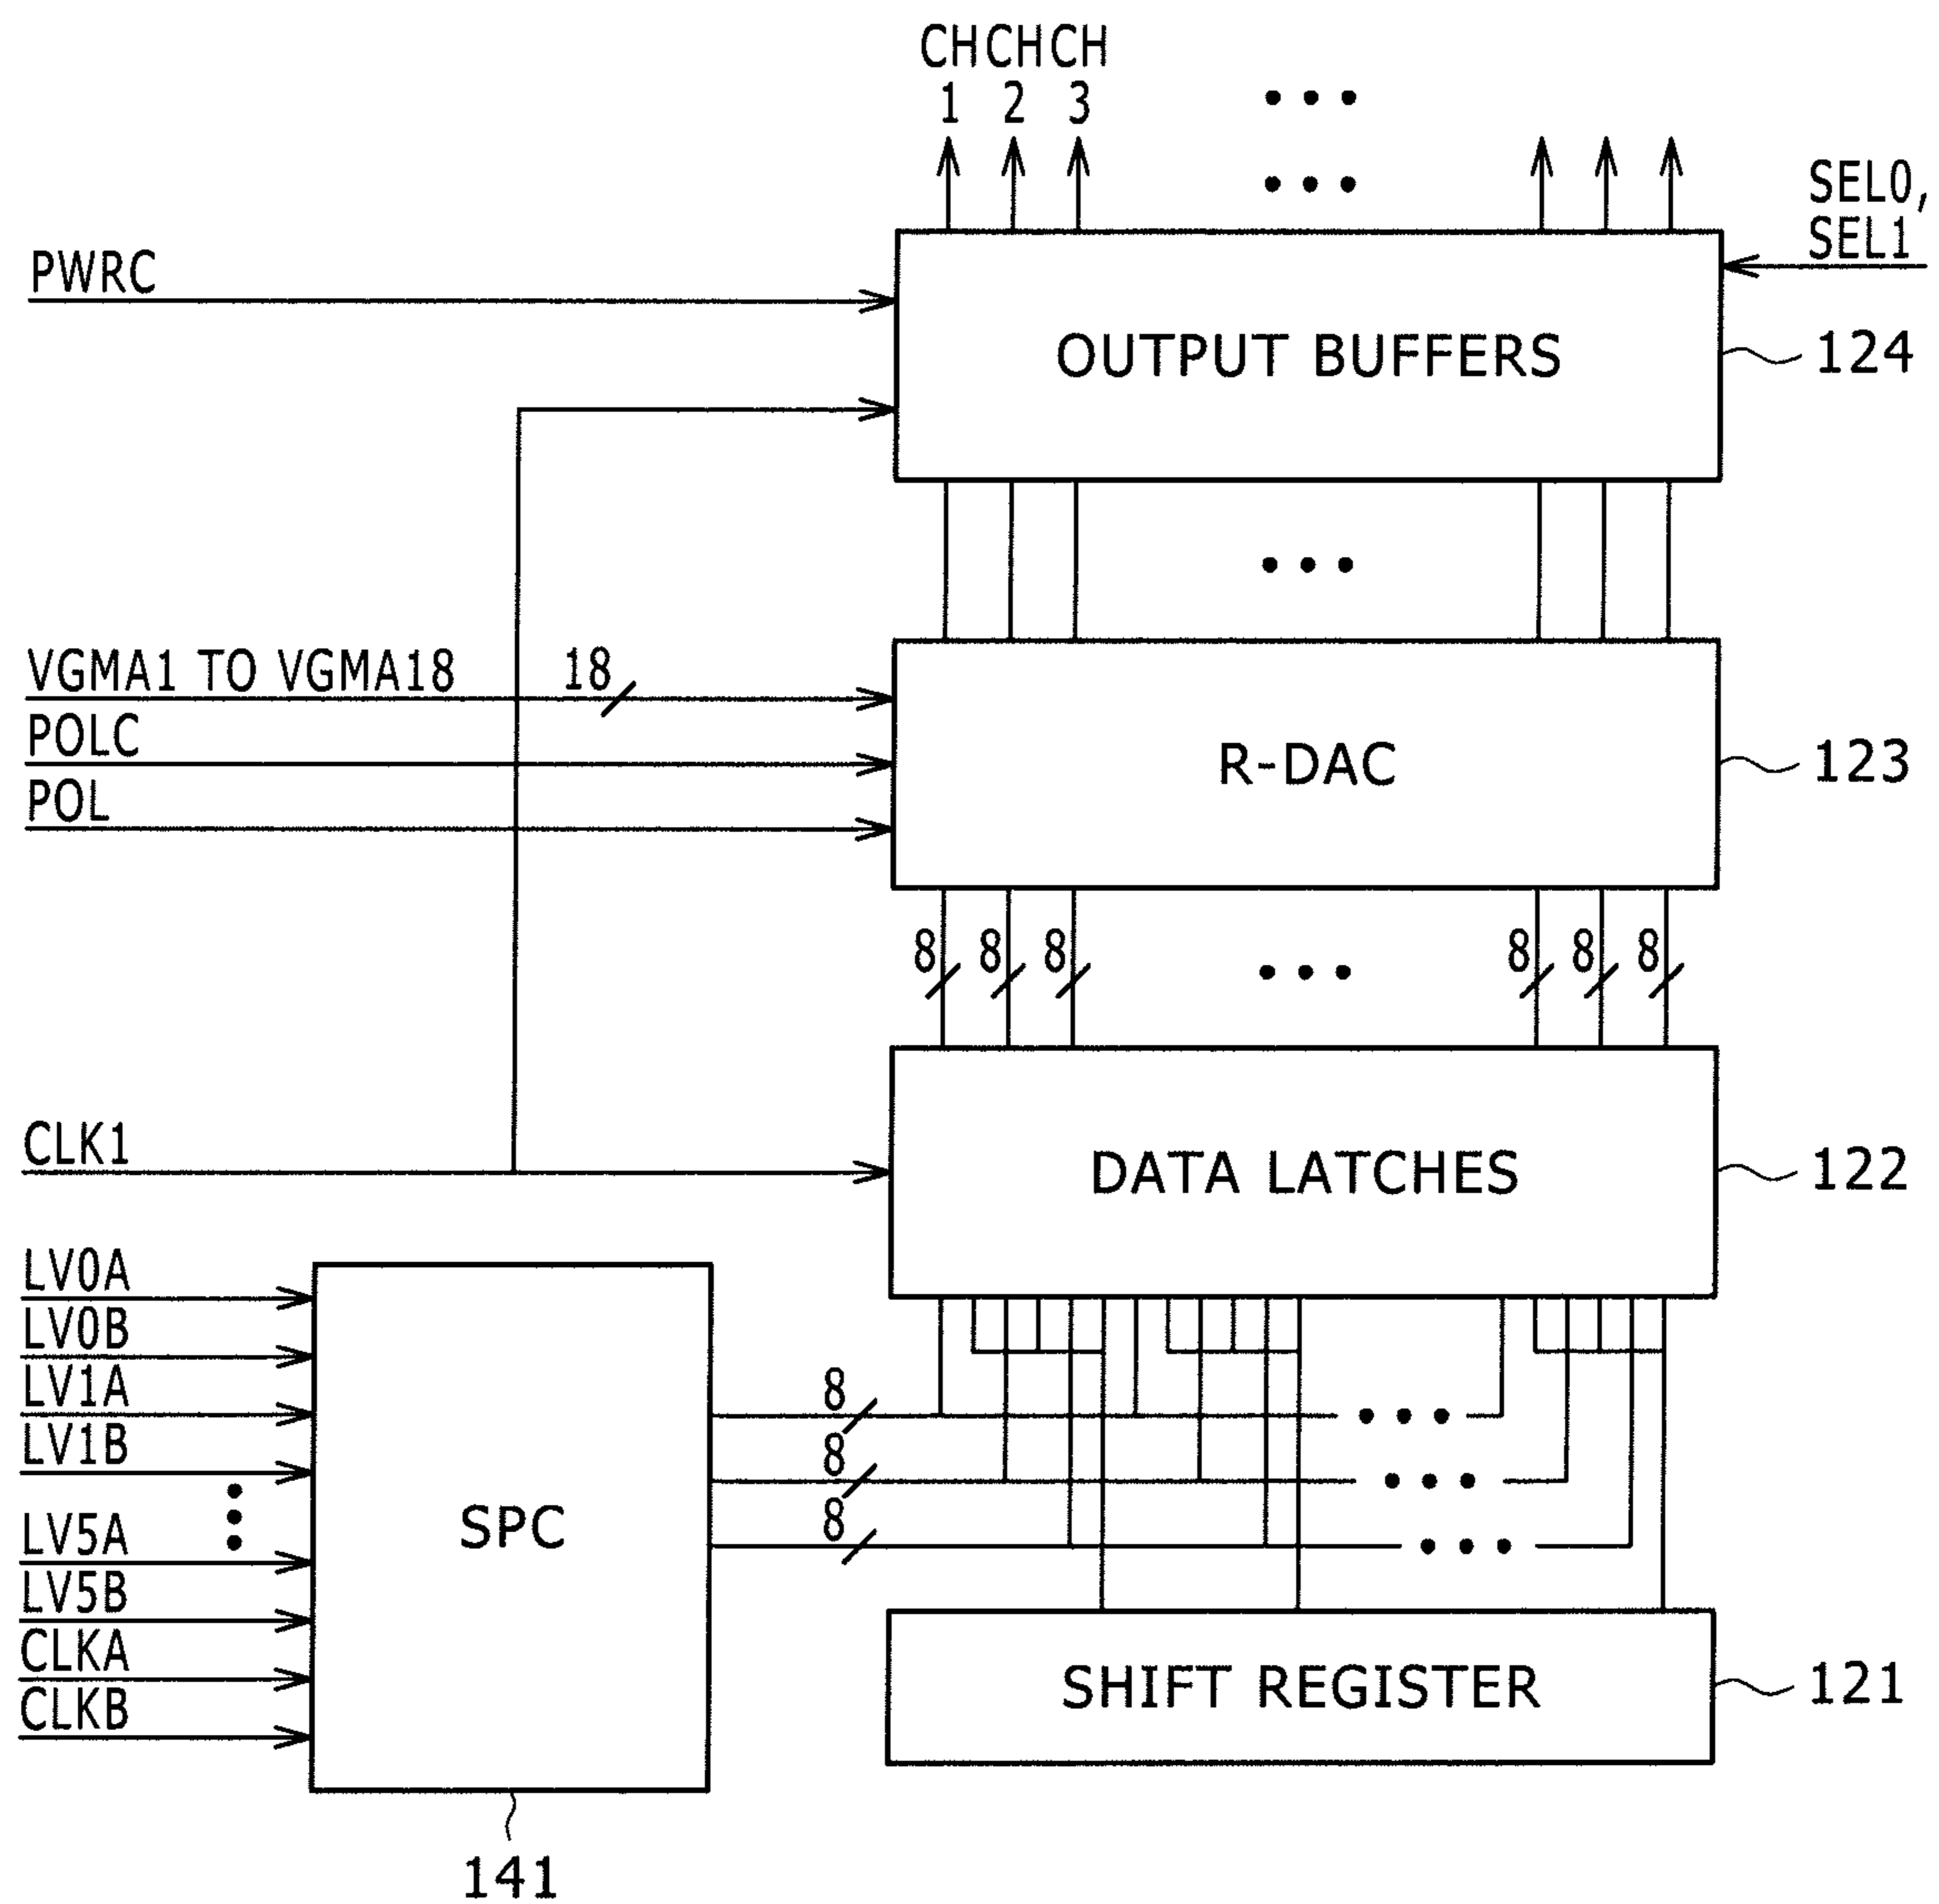 CH CH CH
1 2 3
SEL0,
SEL1
PWRC
OUTPUT BUFFERS
124
VGMA1 TO VGMA18
18
POLC
POL
R-DAC
123
8 8 8 8 8 8
CLK1
DATA LATCHES
122
LV0A
LV0B
LV1A
LV1B
LV5A
LV5B
CLKA
CLKB
SPC
8
8
8
SHIFT REGISTER
121
141